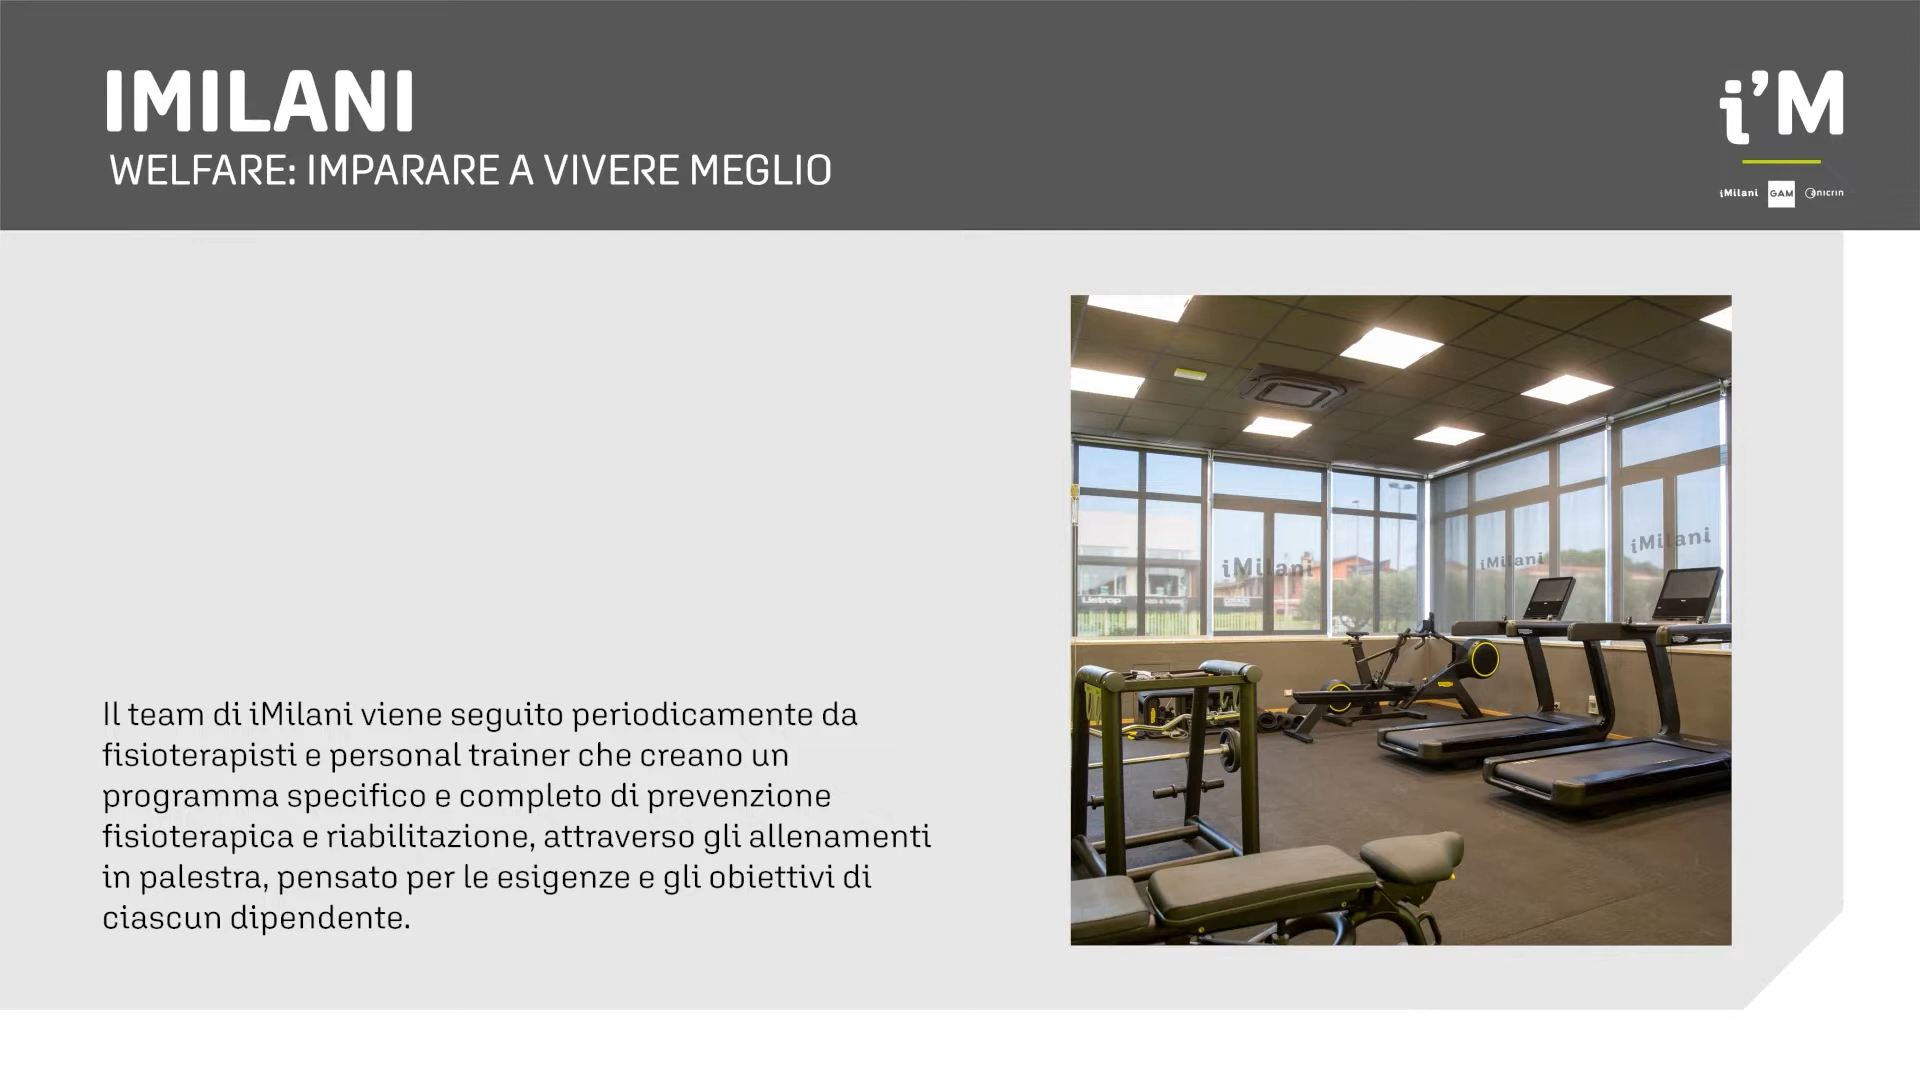 IMILANI
WELFARE: IMPARARE A VIVERE MEGLIO
i'M
iMilani GAM Onicrin
Il team di iMilani viene seguito periodicamente da
fisioterapisti e personal trainer che creano un
programma specifico e completo di prevenzione
fisioterapica e riabilitazione, attraverso gli allenamenti
in palestra, pensato per le esigenze e gli obiettivi di
ciascun dipendente.
iMilani
iMilani
iMilani
Listrop